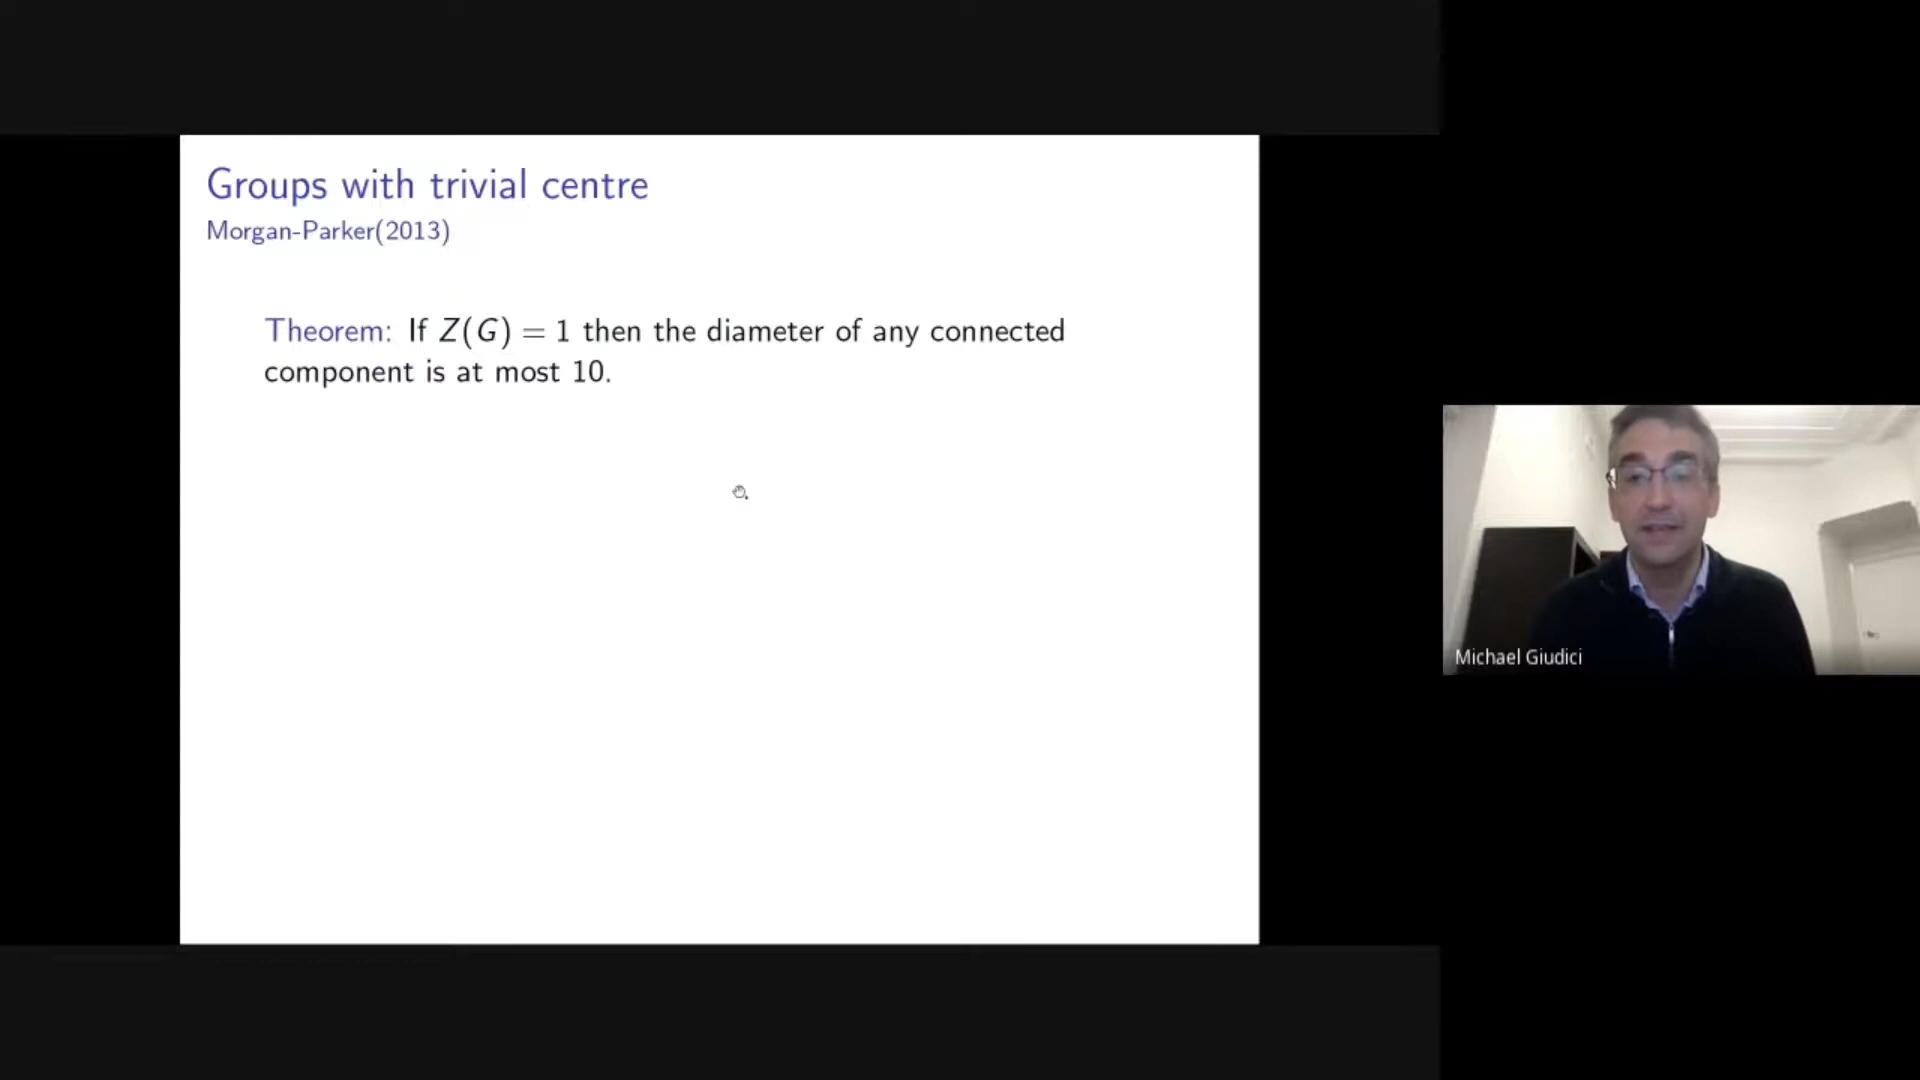 Groups with trivial centre
Morgan-Parker(2013)
Theorem: If Z(G) = 1 then the diameter of any connected
component is at most 10.
Michael Giudici